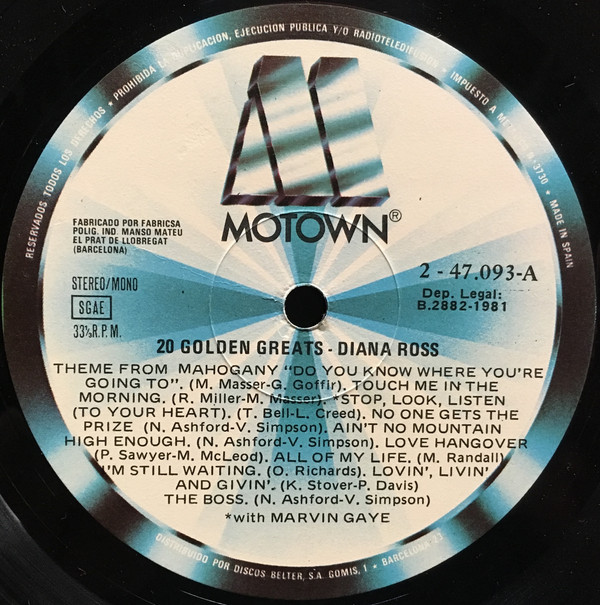 RESERVADOS TODOS LOS DERECHOS • PROHIBIDA LA DUPLICACION, EJECUCION PUBLICA Y/O RADIOTELEDIFUSION • IMPUESTO A ME 3730 • MADE IN SPAIN
MOTOWN®
FABRICADO POR FABRICSA
POLIG. IND. MANSO MATEU
EL PRAT DE LLOBREGAT
(BARCELONA)
STEREO/MONO
SGAE
33⅓ R.P.M.
2 - 47.093-A
Dep. Legal:
B.2882-1981
20 GOLDEN GREATS - DIANA ROSS
THEME FROM MAHOGANY "DO YOU KNOW WHERE YOU'RE
GOING TO". (M. Masser-G. Goffir). TOUCH ME IN THE
MORNING. (R. Miller-M. Masser). *STOP, LOOK, LISTEN
(TO YOUR HEART). (T. Bell-L. Creed). NO ONE GETS THE
PRIZE (N. Ashford-V. Simpson). AIN'T NO MOUNTAIN
HIGH ENOUGH. (N. Ashford-V. Simpson). LOVE HANGOVER
(P. Sawyer-M. McLeod). ALL OF MY LIFE. (M. Randall)
I'M STILL WAITING. (O. Richards). LOVIN', LIVIN'
AND GIVIN'. (K. Stover-P. Davis)
THE BOSS. (N. Ashford-V. Simpson)
*with MARVIN GAYE
DISTRIBUIDO POR DISCOS BELTER, S.A. GOMIS, 1 • BARCELONA-23